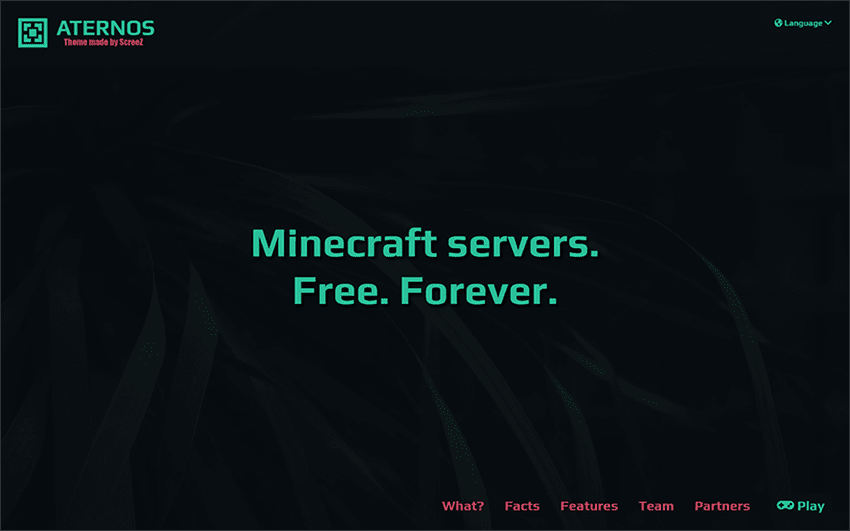 ATERNOS
Theme made by ScreeZ
Language
Minecraft servers.
Free. Forever.
What? Facts Features Team Partners Play